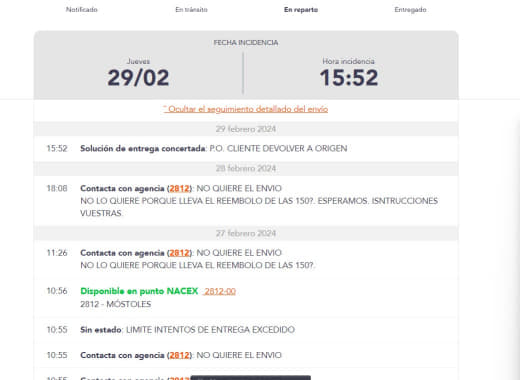 Notificado En tránsito En reparto Entregado
FECHA INCIDENCIA
Jueves Hora incidencia
29/02 15:52
Ocultar el seguimiento detallado del envío
29 febrero 2024
15:52 Solución de entrega concertada: P.O. CLIENTE DEVOLVER A ORIGEN
28 febrero 2024
18:08 Contacta con agencia (2812): NO QUIERE EL ENVIO
NO LO QUIERE PORQUE LLEVA EL REEMBOLO DE LAS 150?. ESPERAMOS. ISNTRUCCIONES
VUESTRAS.
27 febrero 2024
11:26 Contacta con agencia (2812): NO QUIERE EL ENVIO
NO LO QUIERE PORQUE LLEVA EL REEMBOLO DE LAS 150?.
10:56 Disponible en punto NACEX 2812-00
2812 - MÓSTOLES
10:55 Sin estado: LIMITE INTENTOS DE ENTREGA EXCEDIDO
10:55 Contacta con agencia (2812): NO QUIERE EL ENVIO